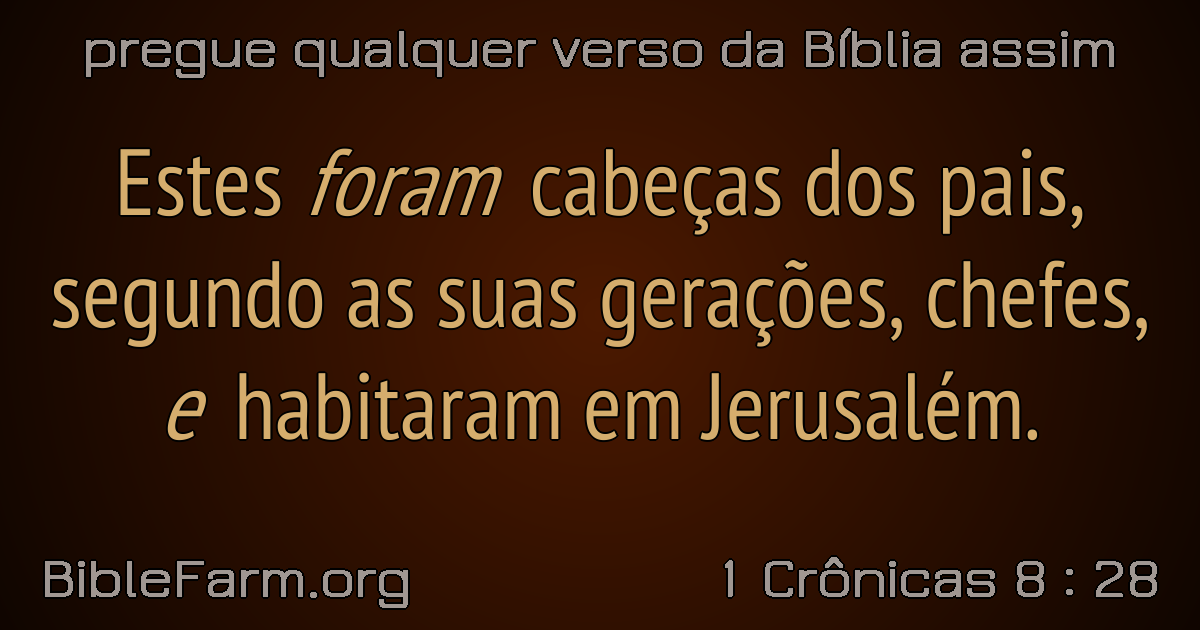 pregue qualquer verso da Bíblia assim
Estes foram cabeças dos pais,
segundo as suas gerações, chefes,
e habitaram em Jerusalém.
BibleFarm.org
1 Crônicas 8 : 28